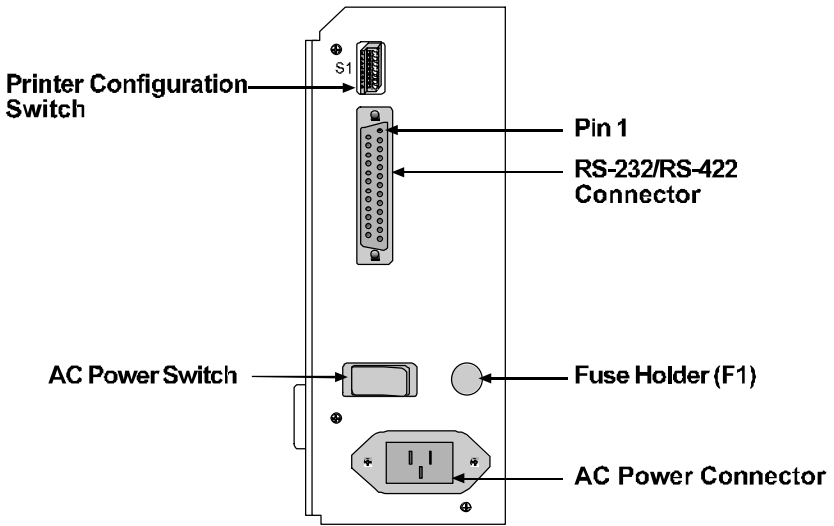 S1
Printer Configuration
Switch
Pin 1
RS-232/RS-422
Connector
AC Power Switch
Fuse Holder (F1)
AC Power Connector